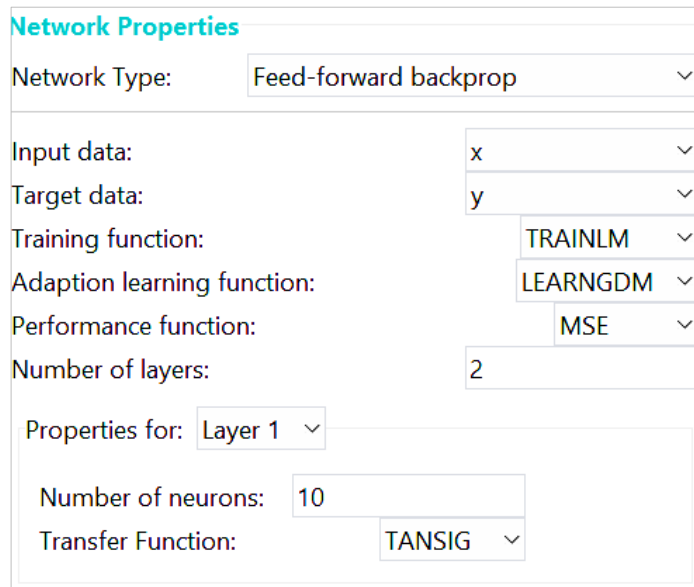 Network Properties
Network Type: Feed-forward backprop
Input data: x
Target data: y
Training function: TRAINLM
Adaption learning function: LEARNGDM
Performance function: MSE
Number of layers: 2
Properties for: Layer 1
Number of neurons: 10
Transfer Function: TANSIG